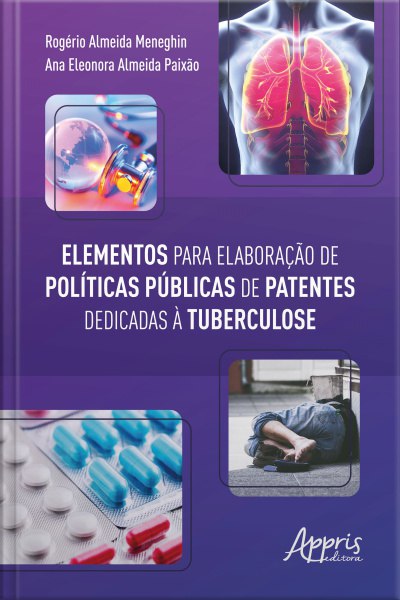 Rogério Almeida Meneghin
Ana Eleonora Almeida Paixão
ELEMENTOS PARA ELABORAÇÃO DE
POLÍTICAS PÚBLICAS DE PATENTES
DEDICADAS À TUBERCULOSE
Appris
editora